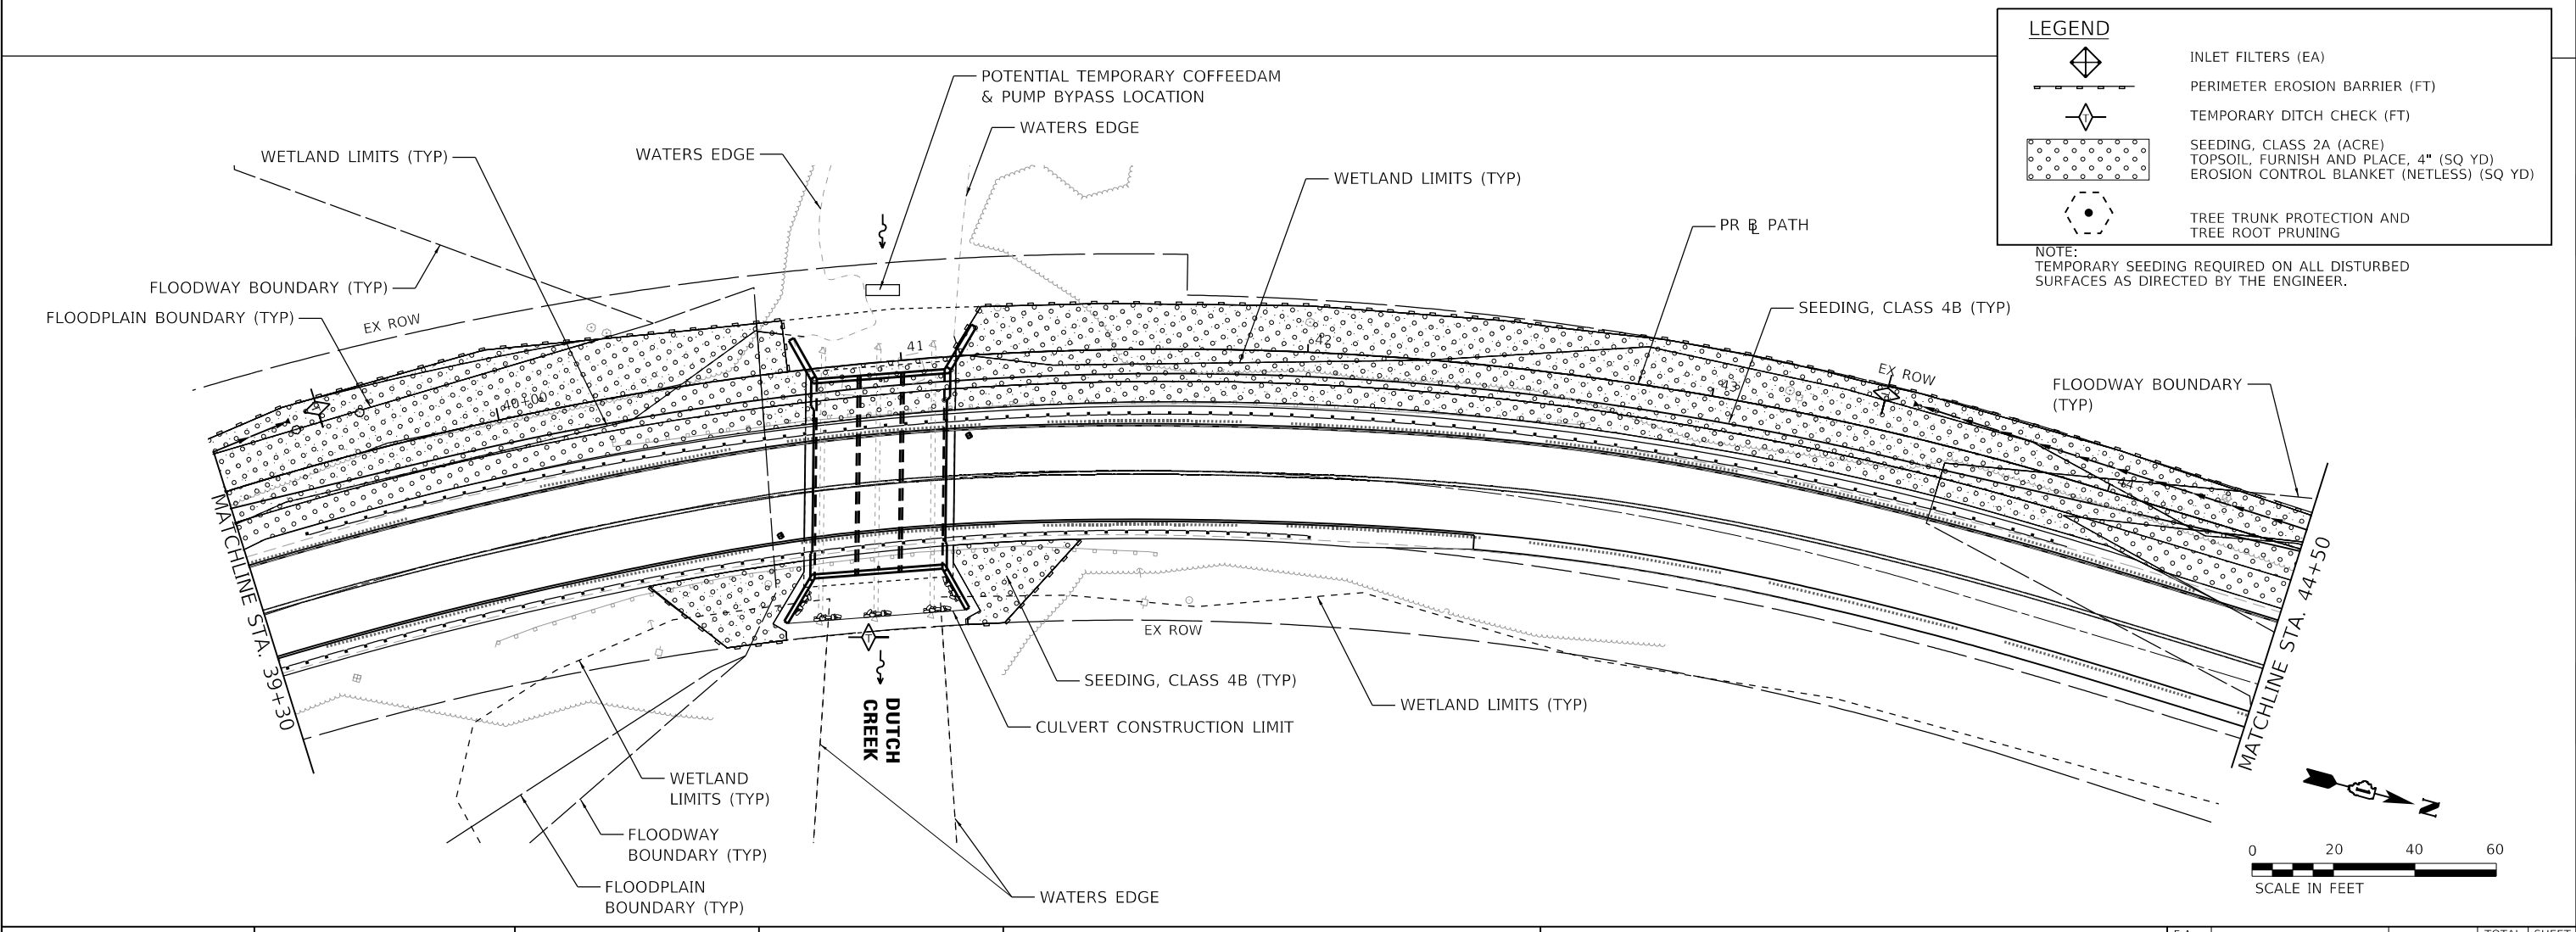 LEGEND
INLET FILTERS (EA)
PERIMETER EROSION BARRIER (FT)
T
TEMPORARY DITCH CHECK (FT)
SEEDING, CLASS 2A (ACRE)
TOPSOIL, FURNISH AND PLACE, 4" (SQ YD)
EROSION CONTROL BLANKET (NETLESS) (SQ YD)
TREE TRUNK PROTECTION AND
TREE ROOT PRUNING
NOTE:
TEMPORARY SEEDING REQUIRED ON ALL DISTURBED
SURFACES AS DIRECTED BY THE ENGINEER.
POTENTIAL TEMPORARY COFFEEDAM
& PUMP BYPASS LOCATION
WATERS EDGE
WATERS EDGE
WETLAND LIMITS (TYP)
WETLAND LIMITS (TYP)
PR BL PATH
FLOODWAY BOUNDARY (TYP)
FLOODPLAIN BOUNDARY (TYP)
EX ROW
SEEDING, CLASS 4B (TYP)
EX ROW
FLOODWAY BOUNDARY
(TYP)
40+00
41
42
43
44
MATCHLINE STA. 39+30
MATCHLINE STA. 44+50
EX ROW
T
DUTCH
CREEK
SEEDING, CLASS 4B (TYP)
WETLAND LIMITS (TYP)
CULVERT CONSTRUCTION LIMIT
WETLAND
LIMITS (TYP)
FLOODWAY
BOUNDARY (TYP)
FLOODPLAIN
BOUNDARY (TYP)
WATERS EDGE
N
0 20 40 60
SCALE IN FEET
TOTAL SHEET